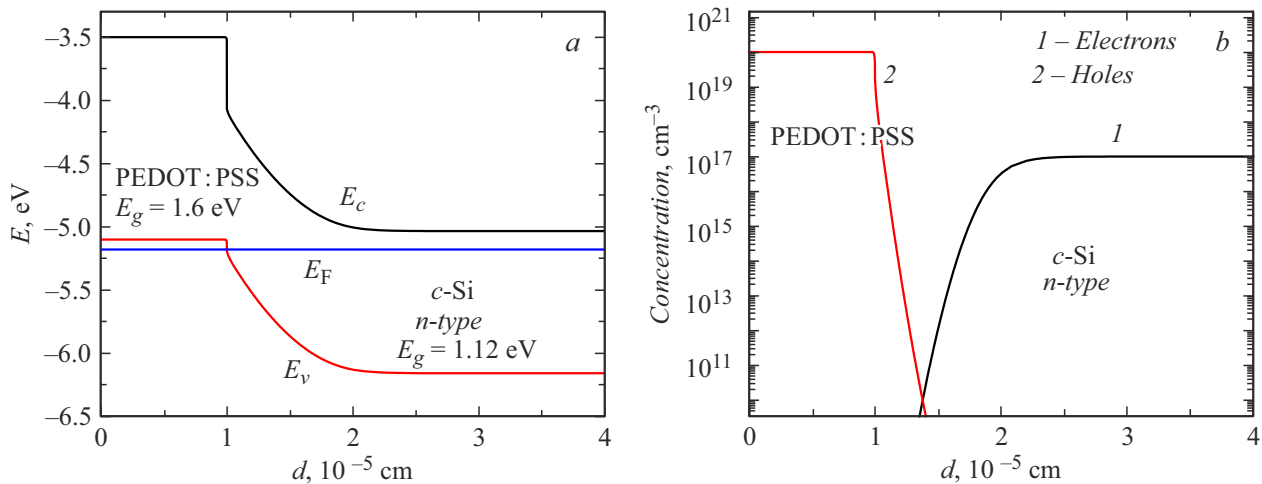 a
E, eV
−3.5
−4.0
−4.5
−5.0
−5.5
−6.0
−6.5
PEDOT : PSS
E_g = 1.6 eV
E_c
E_F
c-Si
n-type
E_g = 1.12 eV
E_v
0 1 2 3 4
d, 10^−5 cm
b
Concentration, cm^−3
10^21
10^19
10^17
10^15
10^13
10^11
1 – Electrons
2 – Holes
2
PEDOT : PSS
1
c-Si
n-type
0 1 2 3 4
d, 10^−5 cm